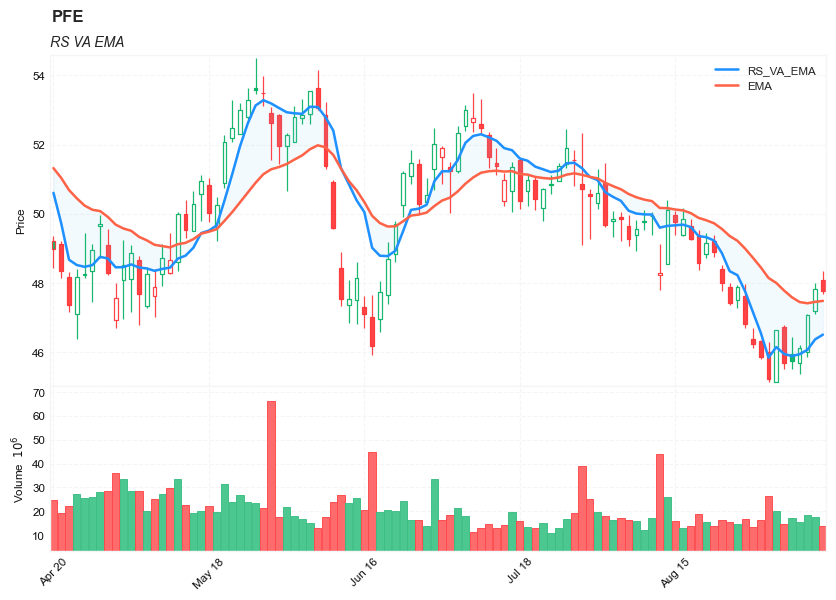 PFE
RS VA EMA
RS_VA_EMA
EMA
54
52
50
48
46
Price
70
60
50
40
30
20
10
Volume 10^6
Apr 20
May 18
Jun 16
Jul 18
Aug 15